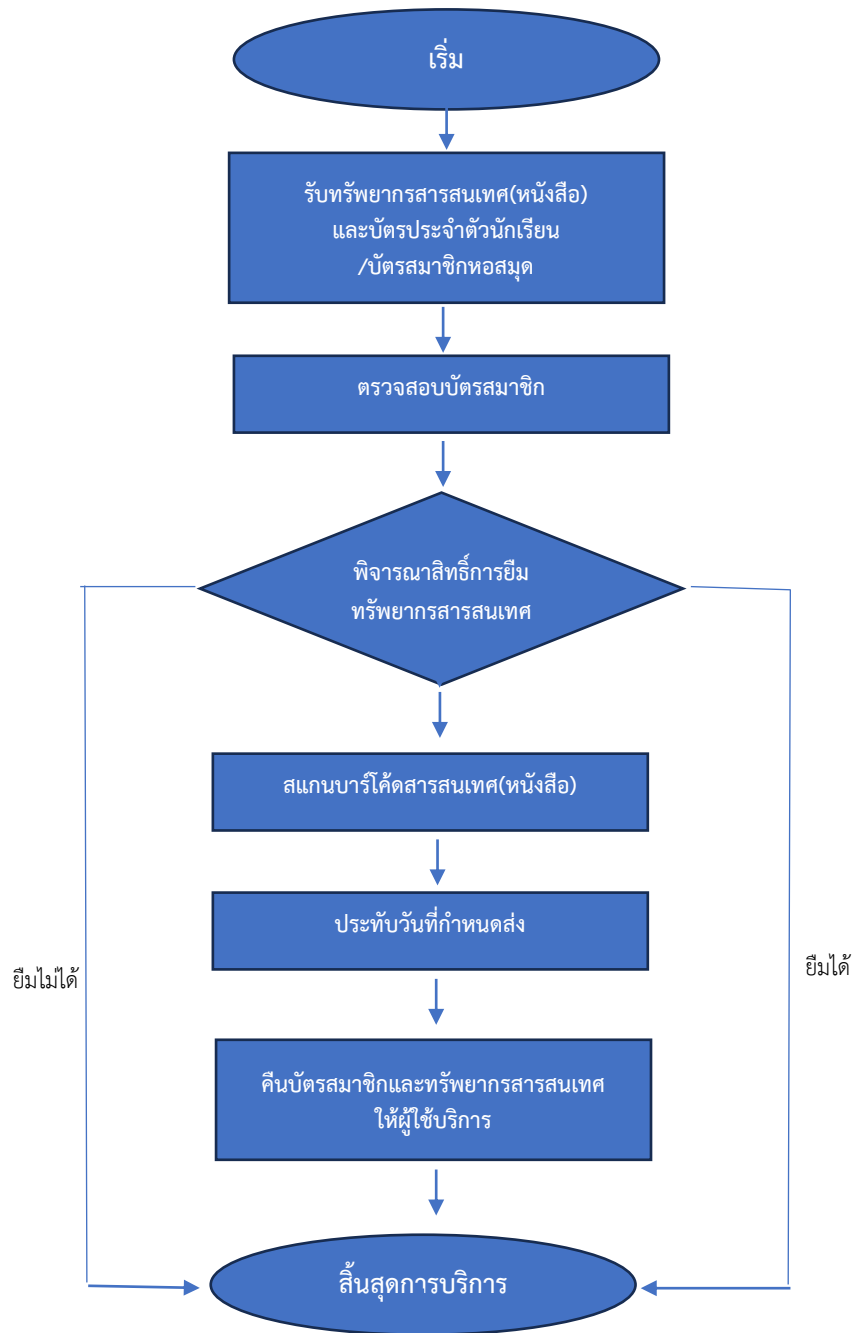 เริ่ม
รับทรัพยากรสารสนเทศ(หนังสือ)
และบัตรประจำตัวนักเรียน
/บัตรสมาชิกหอสมุด
ตรวจสอบบัตรสมาชิก
พิจารณาสิทธิ์การยืม
ทรัพยากรสารสนเทศ
สแกนบาร์โค้ดสารสนเทศ(หนังสือ)
ประทับวันที่กำหนดส่ง
ยืมไม่ได้
ยืมได้
คืนบัตรสมาชิกและทรัพยากรสารสนเทศ
ให้ผู้ใช้บริการ
สิ้นสุดการบริการ